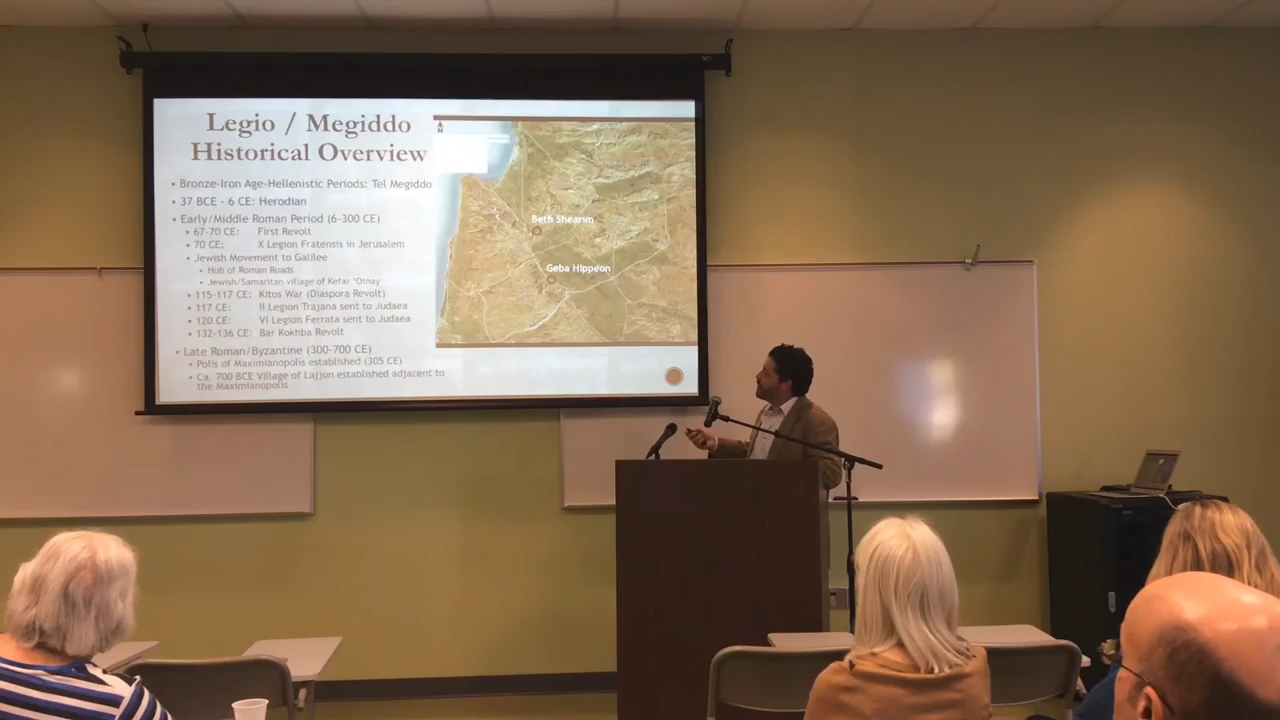 Legio / Megiddo
Historical Overview
• Bronze-Iron Age-Hellenistic Periods: Tel Megiddo
• 37 BCE - 6 CE: Herodian
• Early/Middle Roman Period (6-300 CE)
• 67-70 CE: First Revolt
• 70 CE: X Legion Fratensis in Jerusalem
• Jewish Movement to Galilee
• Hub of Roman Roads
• Jewish/Samaritan village of Kefar 'Otnay
• 115-117 CE: Kitos War (Diaspora Revolt)
• 117 CE: II Legion Trajana sent to Judaea
• 120 CE: VI Legion Ferrata sent to Judaea
• 132-136 CE: Bar Kokhba Revolt
• Late Roman/Byzantine (300-700 CE)
• Polis of Maximianopolis established (305 CE)
• Ca. 700 BCE Village of Lajjun established adjacent to
the Maximianopolis
N
Beth Shearim
Geba Hippeon